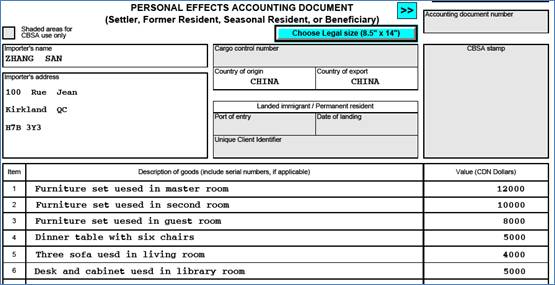 PERSONAL EFFECTS ACCOUNTING DOCUMENT
(Settler, Former Resident, Seasonal Resident, or Beneficiary)
>>
Accounting document number
Shaded areas for
CBSA use only
Choose Legal size (8.5" x 14")
Importer's name
ZHANG SAN
Cargo control number
CBSA stamp
Importer's address
100 Rue Jean
Kirkland QC
H7B 3Y3
Country of origin
CHINA
Country of export
CHINA
Landed immigrant / Permanent resident
Port of entry
Date of landing
Unique Client Identifier
Item Description of goods (include serial numbers, if applicable) Value (CDN Dollars)
1 Furniture set uesed in master room 12000
2 Furniture set uesed in second room 10000
3 Furniture set uesed in guest room 8000
4 Dinner table with six chairs 5000
5 Three sofa uesd in living room 4000
6 Desk and cabinet uesd in library room 5000